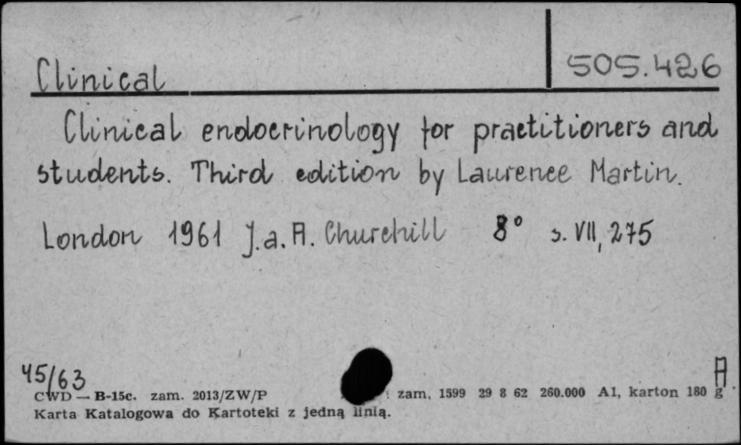 Clinical 505.426
Clinical endocrinology for practitioners and
students. Third edition by Laurence Martin.
London 1961 J.a.A. Churchill 8° s. VII, 275
45/63 A
CWD — B-15c. zam. 2013/ZW/P zam. 1599 29 8 62 260.000 A1, karton 180 g
Karta Katalogowa do Kartoteki z jedną linią.